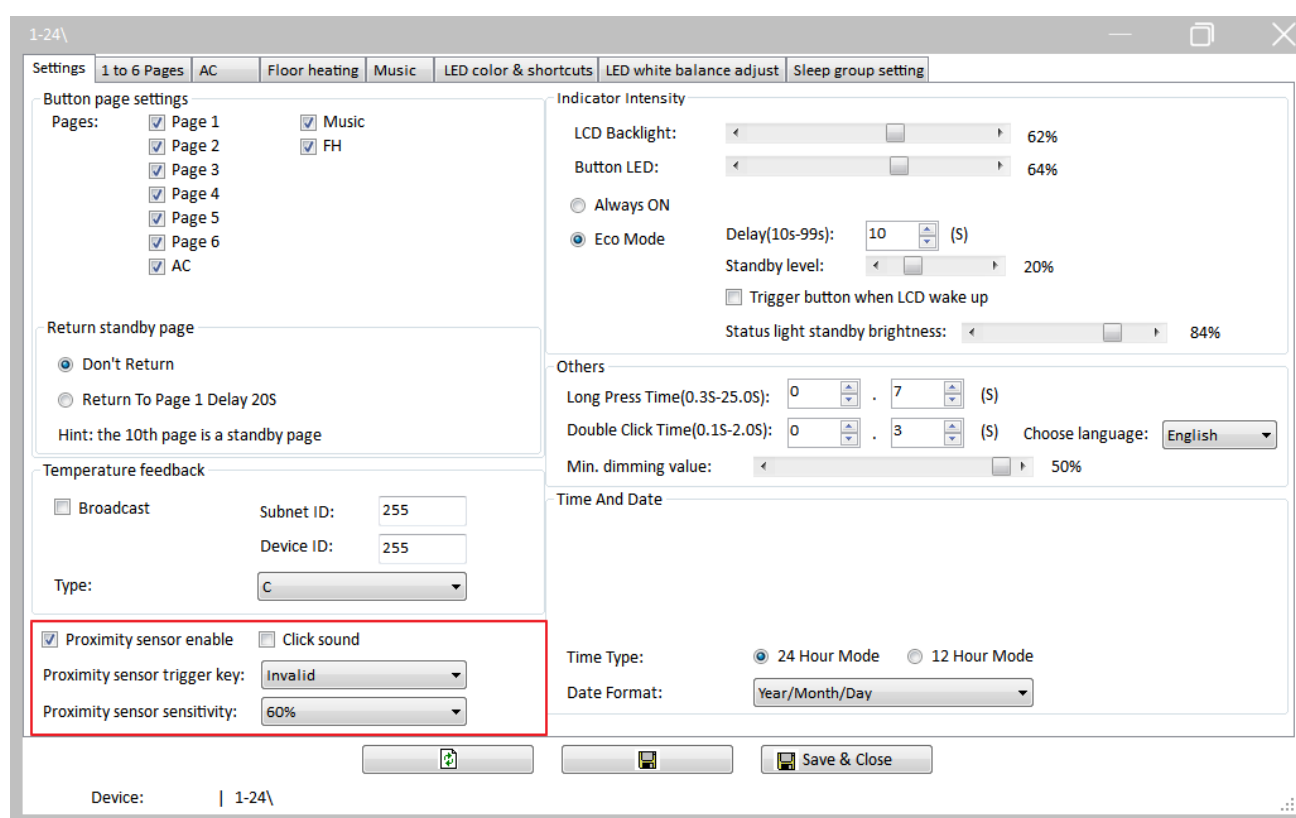 1-24\
Settings 1 to 6 Pages AC Floor heating Music LED color & shortcuts LED white balance adjust Sleep group setting
Button page settings
Pages: Page 1 Music
Page 2 FH
Page 3
Page 4
Page 5
Page 6
AC
Return standby page
Don't Return
Return To Page 1 Delay 20S
Hint: the 10th page is a standby page
Temperature feedback
Broadcast Subnet ID: 255
Device ID: 255
Type: C
Proximity sensor enable Click sound
Proximity sensor trigger key: Invalid
Proximity sensor sensitivity: 60%
Indicator Intensity
LCD Backlight: 62%
Button LED: 64%
Always ON
Eco Mode Delay(10s-99s): 10 (S)
Standby level: 20%
Trigger button when LCD wake up
Status light standby brightness: 84%
Others
Long Press Time(0.3S-25.0S): 0 . 7 (S)
Double Click Time(0.1S-2.0S): 0 . 3 (S) Choose language: English
Min. dimming value: 50%
Time And Date
Time Type: 24 Hour Mode 12 Hour Mode
Date Format: Year/Month/Day
Save & Close
Device: | 1-24\